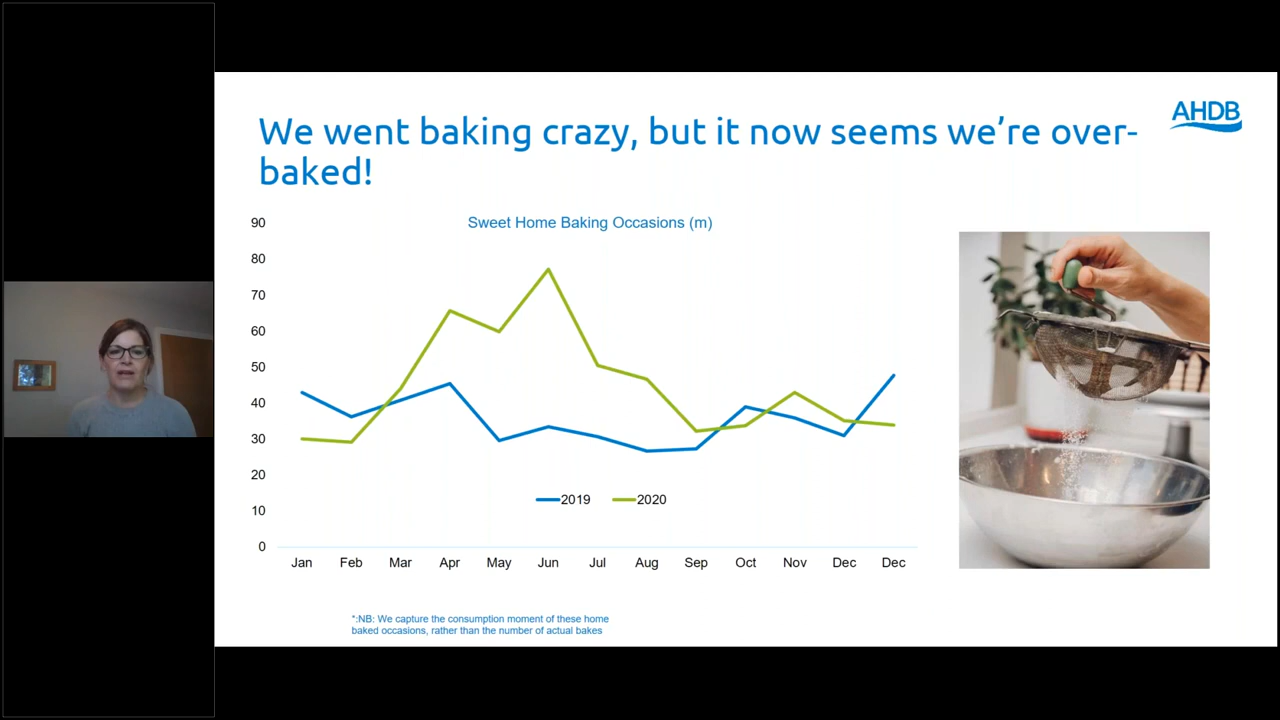 AHDB
We went baking crazy, but it now seems we're over-
baked!
Sweet Home Baking Occasions (m)
90
80
70
60
50
40
30
20
10
0
2019 2020
Jan Feb Mar Apr May Jun Jul Aug Sep Oct Nov Dec Dec
*:NB: We capture the consumption moment of these home
baked occasions, rather than the number of actual bakes